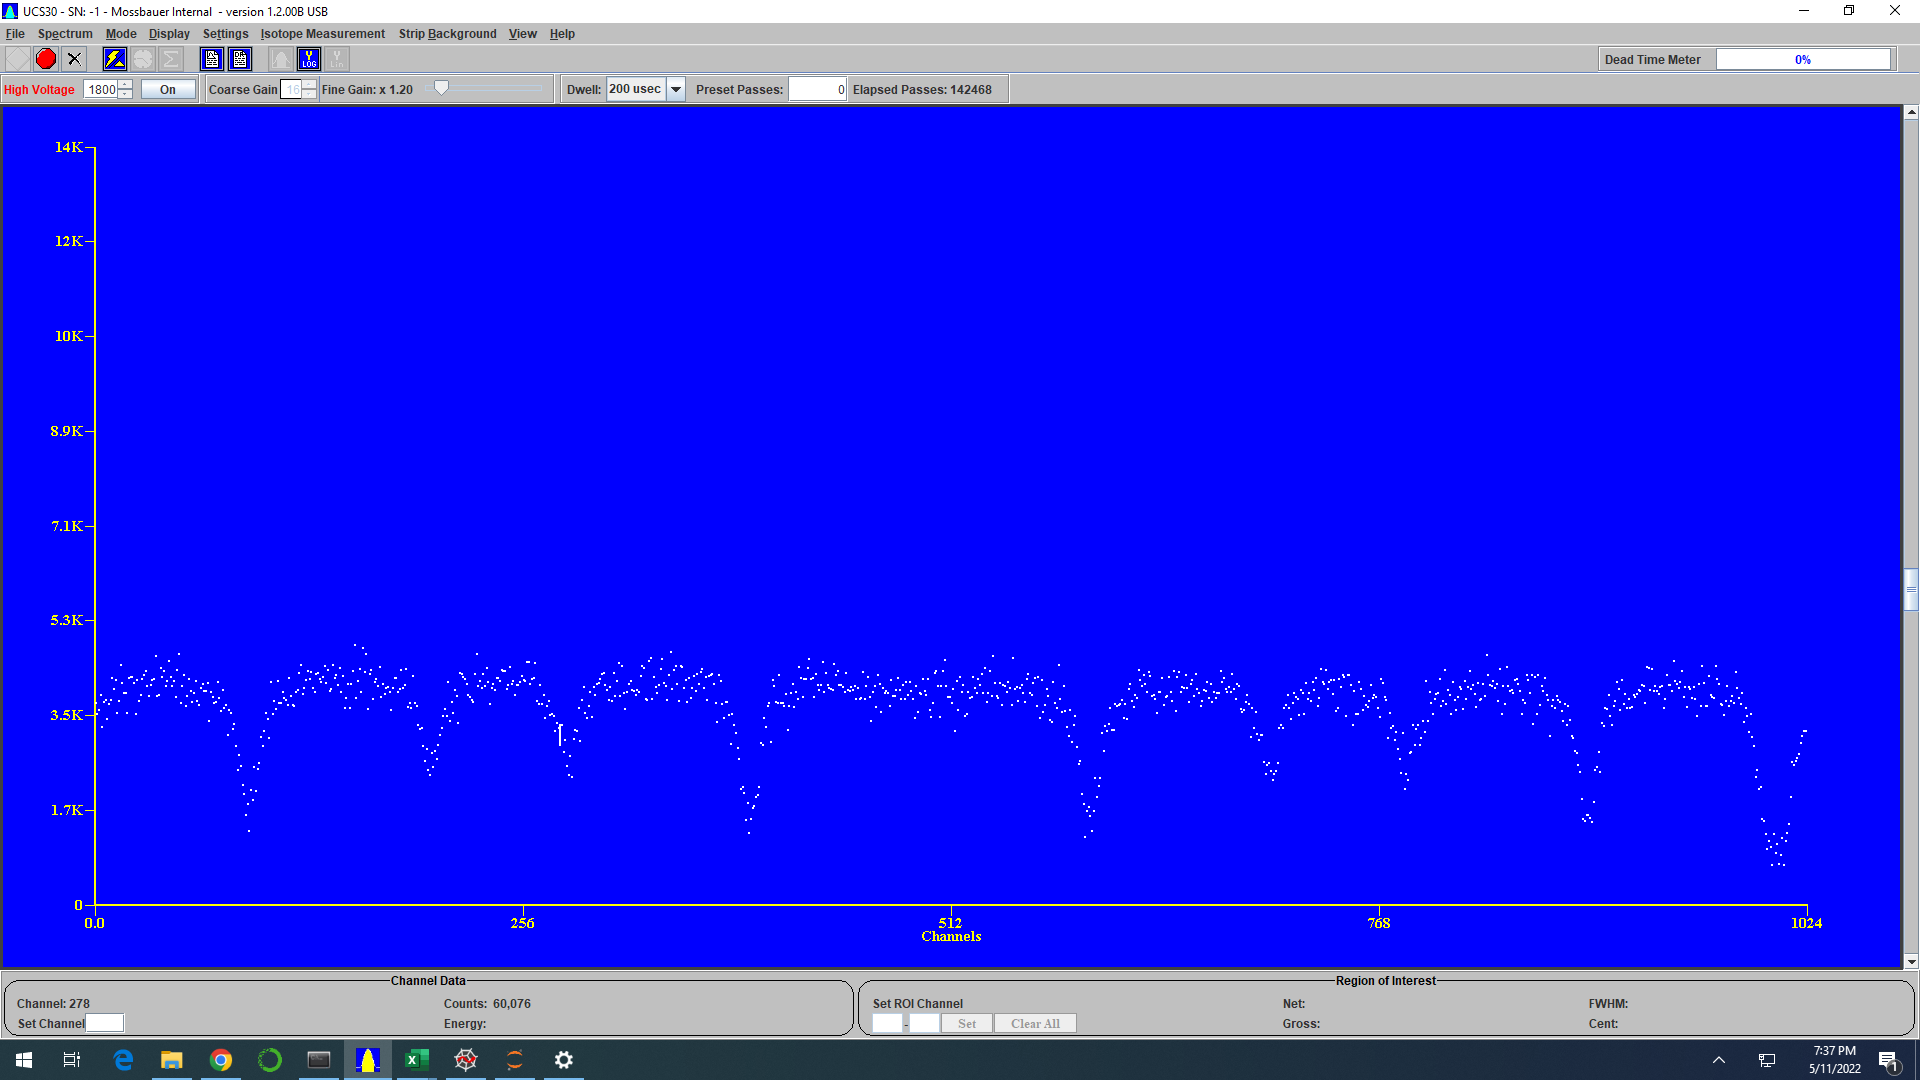 UCS30 - SN: -1 - Mossbauer Internal - version 1.2.00B USB
File Spectrum Mode Display Settings Isotope Measurement Strip Background View Help
Y LOG
Dead Time Meter 0%
High Voltage 1800 On Coarse Gain 16 Fine Gain: x 1.20 Dwell: 200 usec Preset Passes: 0 Elapsed Passes: 142468
14K
12K
10K
8.9K
7.1K
5.3K
3.5K
1.7K
0
0.0 256 512 768 1024
Channels
Channel Data Region of Interest
Channel: 278 Counts: 60,076 Set ROI Channel Net: FWHM:
Set Channel Energy: - Set Clear All Gross: Cent:
7:37 PM
5/11/2022
1